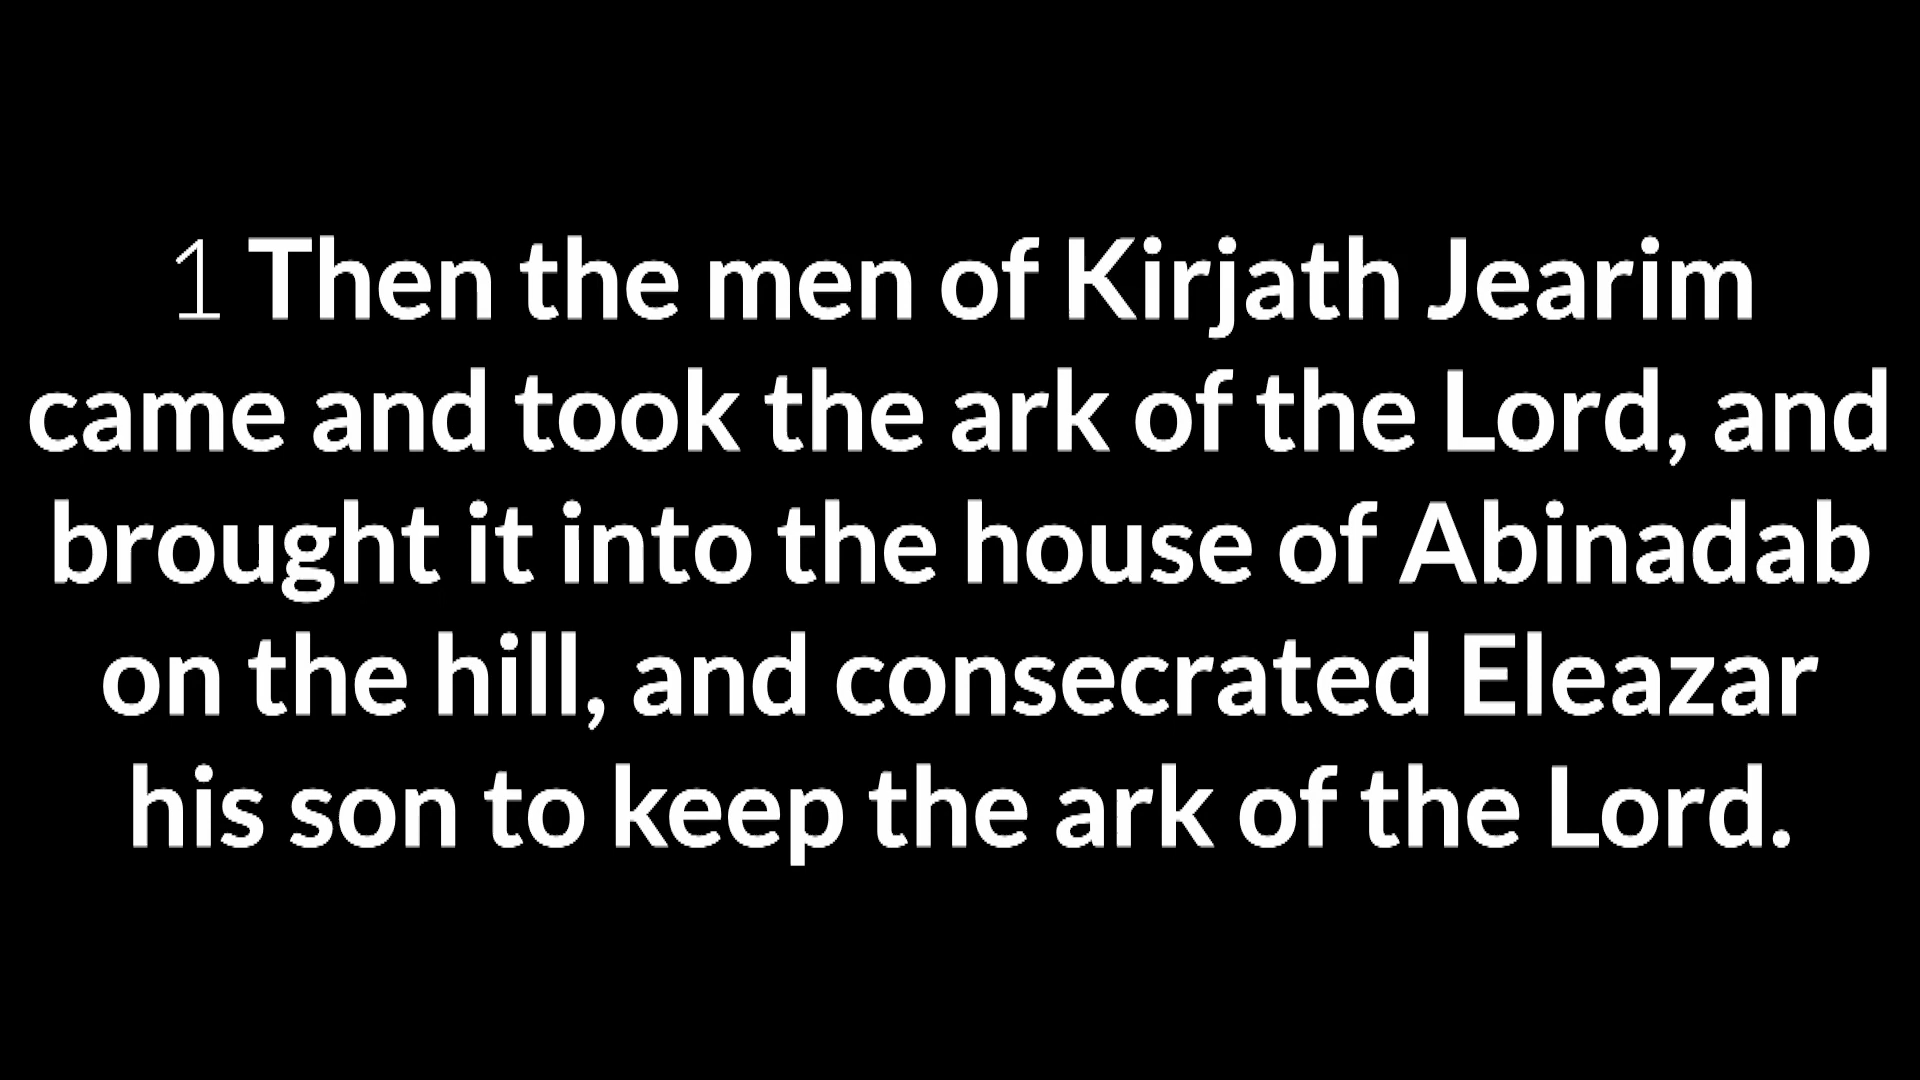 1 Then the men of Kirjath Jearim
came and took the ark of the Lord, and
brought it into the house of Abinadab
on the hill, and consecrated Eleazar
his son to keep the ark of the Lord.